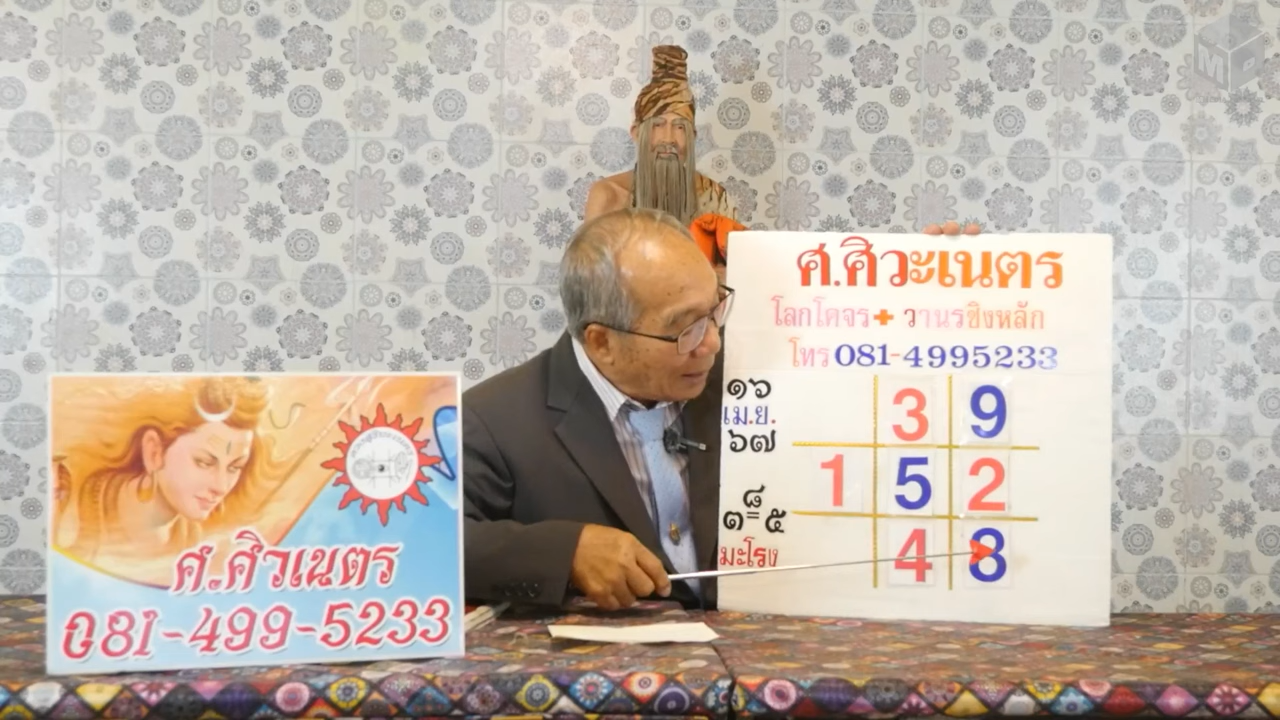 ศ.ศิวเนตร
081-499-5233
ศ.ศิวะเนตร
โลกโคจร+ วานรชิงหลัก
โทร 081-4995233
๑๖
เม.ย.
๖๗
3 9
1 5 2
๘
๓=๕
4 8
มะโรง
M